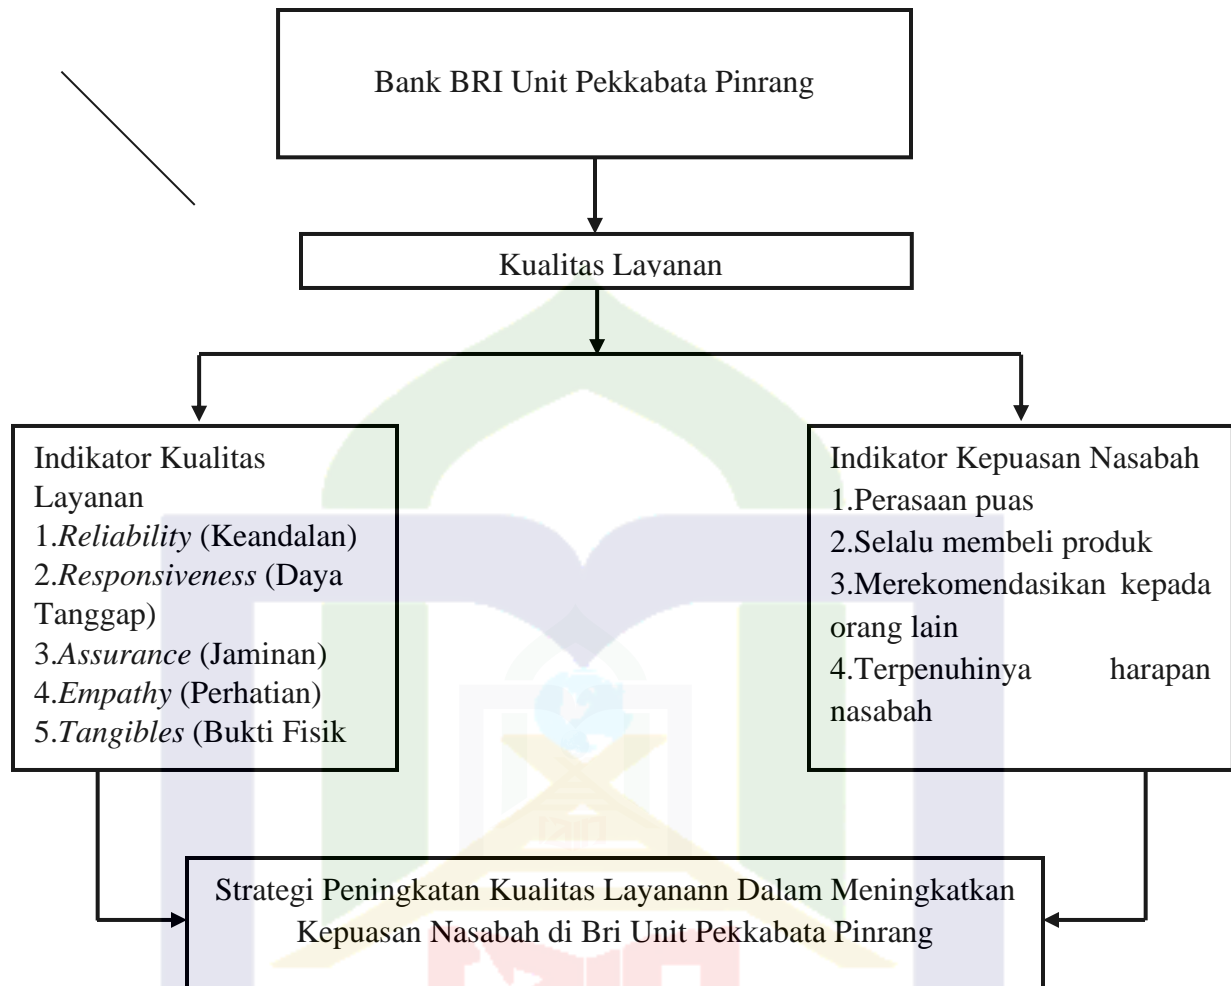 Bank BRI Unit Pekkabata Pinrang
Kualitas Layanan
Indikator Kualitas
Layanan
1.Reliability (Keandalan)
2.Responsiveness (Daya
Tanggap)
3.Assurance (Jaminan)
4.Empathy (Perhatian)
5.Tangibles (Bukti Fisik
Indikator Kepuasan Nasabah
1.Perasaan puas
2.Selalu membeli produk
3.Merekomendasikan kepada
orang lain
4.Terpenuhinya harapan
nasabah
Strategi Peningkatan Kualitas Layanann Dalam Meningkatkan
Kepuasan Nasabah di Bri Unit Pekkabata Pinrang